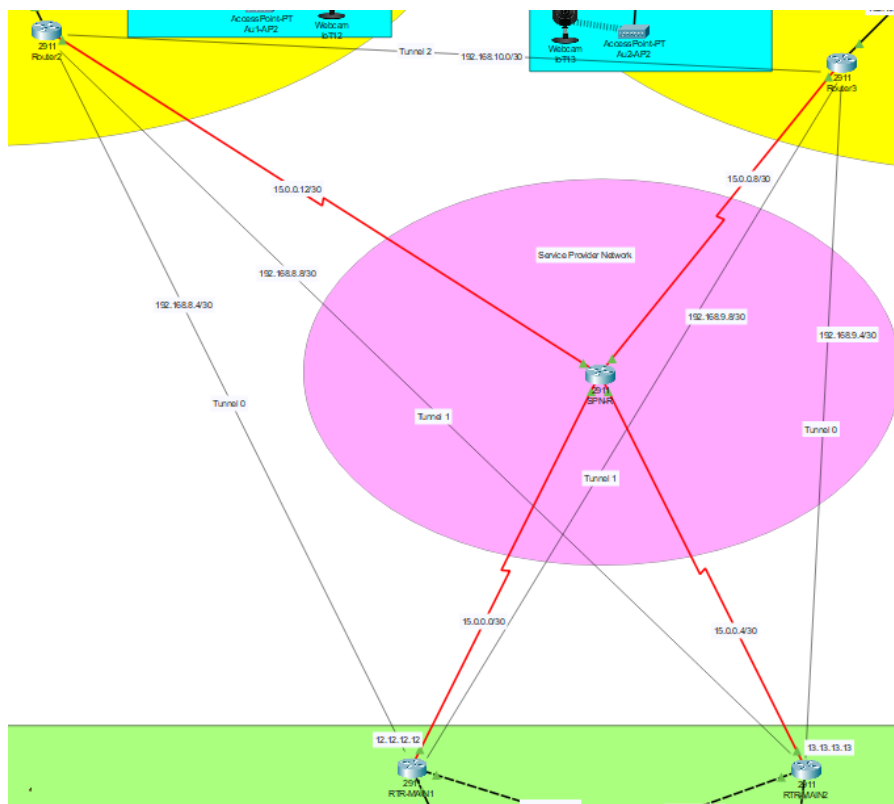 AccessPoint-PT
Au1-AP2
Webcam
IoT12
Webcam
IoT13
AccessPoint-PT
Au2-AP2
2911
Router2
Tunnel 2
192.168.10.0/30
2911
Router3
15.0.0.12/30
15.0.0.8/30
Service Provider Network
192.168.8.8/30
192.168.8.4/30
192.168.9.8/30
192.168.9.4/30
2911
SPN-R
Tunnel 0
Tunnel 1
Tunnel 0
Tunnel 1
15.0.0.0/30
15.0.0.4/30
12.12.12.12
13.13.13.13
2911
RTR-MAIN1
2911
RTR-MAIN2